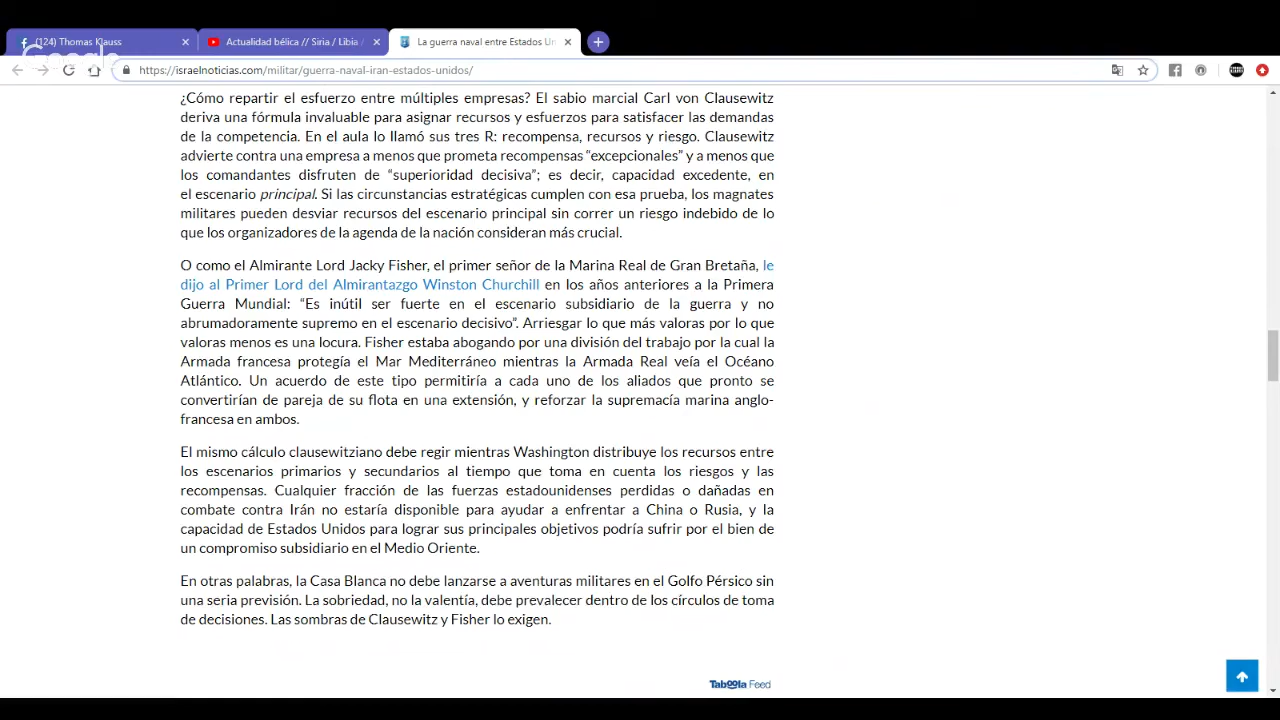 (124) Thomas Klauss
Actualidad bélica // Siria / Libia /
La guerra naval entre Estados Un
Google
https://israelnoticias.com/militar/guerra-naval-iran-estados-unidos/
¿Cómo repartir el esfuerzo entre múltiples empresas? El sabio marcial Carl von Clausewitz
deriva una fórmula invaluable para asignar recursos y esfuerzos para satisfacer las demandas
de la competencia. En el aula lo llamó sus tres R: recompensa, recursos y riesgo. Clausewitz
advierte contra una empresa a menos que prometa recompensas “excepcionales” y a menos que
los comandantes disfruten de “superioridad decisiva”; es decir, capacidad excedente, en
el escenario principal. Si las circunstancias estratégicas cumplen con esa prueba, los magnates
militares pueden desviar recursos del escenario principal sin correr un riesgo indebido de lo
que los organizadores de la agenda de la nación consideran más crucial.
O como el Almirante Lord Jacky Fisher, el primer señor de la Marina Real de Gran Bretaña, le
dijo al Primer Lord del Almirantazgo Winston Churchill en los años anteriores a la Primera
Guerra Mundial: “Es inútil ser fuerte en el escenario subsidiario de la guerra y no
abrumadoramente supremo en el escenario decisivo”. Arriesgar lo que más valoras por lo que
valoras menos es una locura. Fisher estaba abogando por una división del trabajo por la cual la
Armada francesa protegía el Mar Mediterráneo mientras la Armada Real veía el Océano
Atlántico. Un acuerdo de este tipo permitiría a cada uno de los aliados que pronto se
convertirían de pareja de su flota en una extensión, y reforzar la supremacía marina anglo-
francesa en ambos.
El mismo cálculo clausewitziano debe regir mientras Washington distribuye los recursos entre
los escenarios primarios y secundarios al tiempo que toma en cuenta los riesgos y las
recompensas. Cualquier fracción de las fuerzas estadounidenses perdidas o dañadas en
combate contra Irán no estaría disponible para ayudar a enfrentar a China o Rusia, y la
capacidad de Estados Unidos para lograr sus principales objetivos podría sufrir por el bien de
un compromiso subsidiario en el Medio Oriente.
En otras palabras, la Casa Blanca no debe lanzarse a aventuras militares en el Golfo Pérsico sin
una seria previsión. La sobriedad, no la valentía, debe prevalecer dentro de los círculos de toma
de decisiones. Las sombras de Clausewitz y Fisher lo exigen.
Taboola Feed